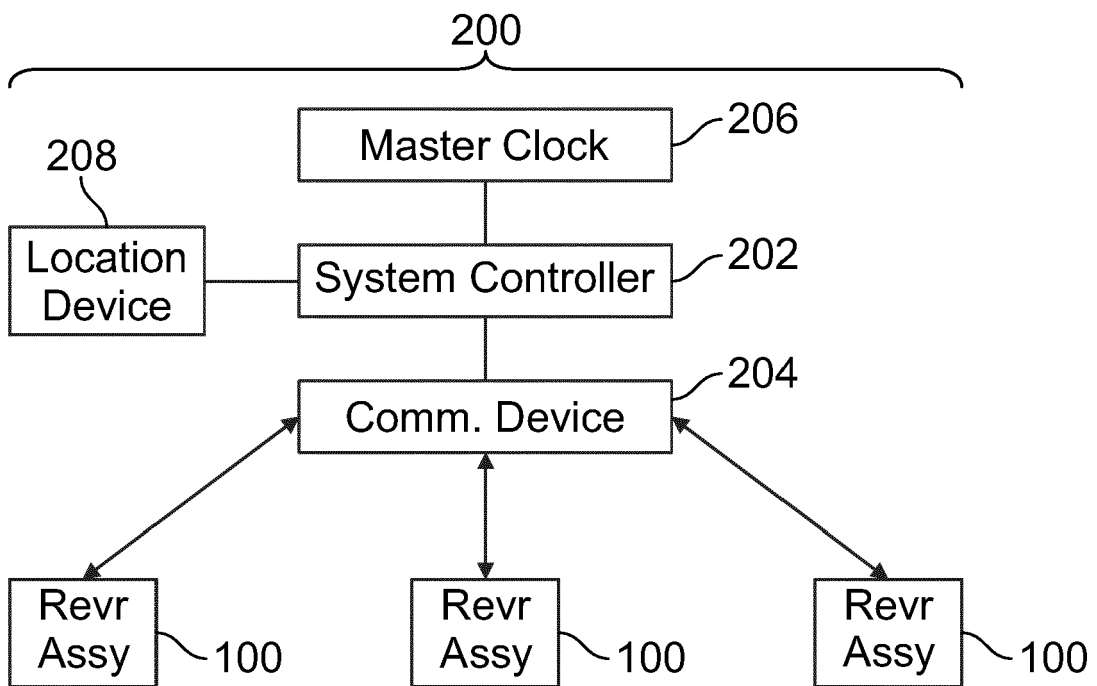 200
Master Clock
206
208
Location
Device
System Controller
202
Comm. Device
204
Revr
Assy
100
Revr
Assy
100
Revr
Assy
100